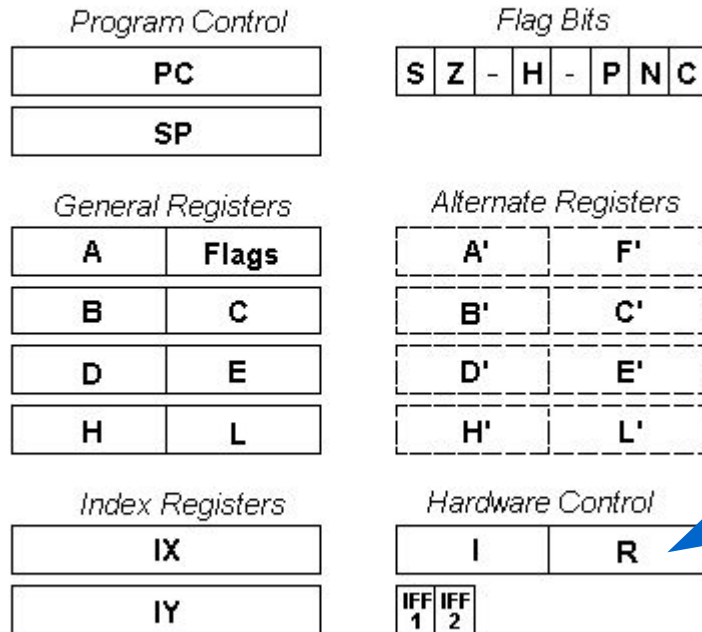 Program Control
PC
SP
Flag Bits
S Z - H - P N C
General Registers
A Flags
B C
D E
H L
Alternate Registers
A' F'
B' C'
D' E'
H' L'
Index Registers
IX
IY
Hardware Control
I R
IFF IFF
1 2